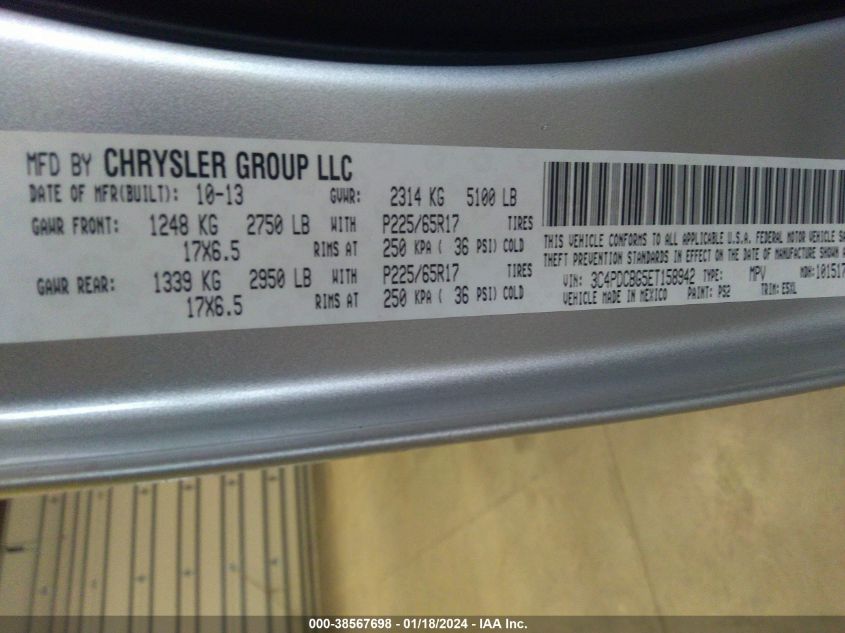 MFD BY CHRYSLER GROUP LLC
DATE OF MFR(BUILT): 10-13 GVWR: 2314 KG 5100 LB
GAWR FRONT: 1248 KG 2750 LB WITH P225/65R17 TIRES
17X6.5 RIMS AT 250 KPA ( 36 PSI) COLD
GAWR REAR: 1339 KG 2950 LB WITH P225/65R17 TIRES
17X6.5 RIMS AT 250 KPA ( 36 PSI) COLD
THIS VEHICLE CONFORMS TO ALL APPLICABLE U.S.A. FEDERAL MOTOR VEHICLE SA
THEFT PREVENTION STANDARDS IN EFFECT ON THE DATE OF MANUFACTURE SHOWN A
VIN: 3C4PDCBG5ET158942 TYPE: MPV MDH: 101517
VEHICLE MADE IN MEXICO PAINT: PS2 TRIM: E5XL
000-38567698 - 01/18/2024 - IAA Inc.